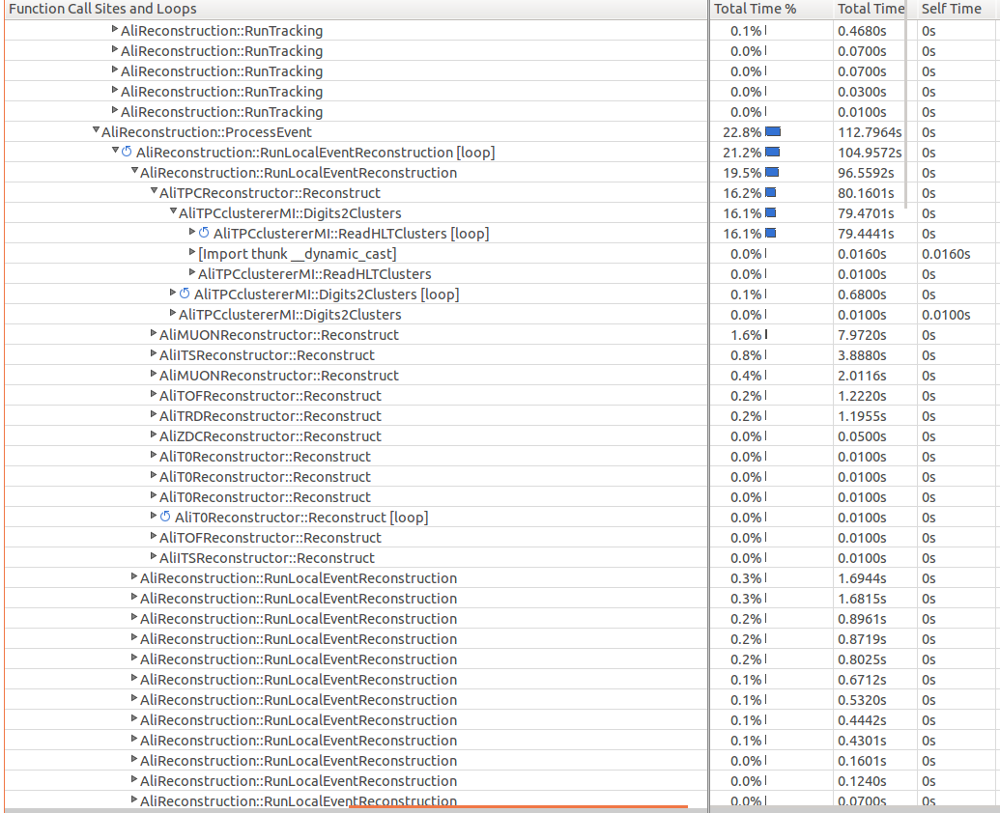 Function Call Sites and Loops Total Time % Total Time Self Time
AliReconstruction::RunTracking 0.1% 0.4680s 0s
AliReconstruction::RunTracking 0.0% 0.0700s 0s
AliReconstruction::RunTracking 0.0% 0.0700s 0s
AliReconstruction::RunTracking 0.0% 0.0300s 0s
AliReconstruction::RunTracking 0.0% 0.0100s 0s
AliReconstruction::ProcessEvent 22.8% 112.7964s 0s
AliReconstruction::RunLocalEventReconstruction [loop] 21.2% 104.9572s 0s
AliReconstruction::RunLocalEventReconstruction 19.5% 96.5592s 0s
AliTPCReconstructor::Reconstruct 16.2% 80.1601s 0s
AliTPCclustererMI::Digits2Clusters 16.1% 79.4701s 0s
AliTPCclustererMI::ReadHLTClusters [loop] 16.1% 79.4441s 0s
[Import thunk __dynamic_cast] 0.0% 0.0160s 0.0160s
AliTPCclustererMI::ReadHLTClusters 0.0% 0.0100s 0s
AliTPCclustererMI::Digits2Clusters [loop] 0.1% 0.6800s 0s
AliTPCclustererMI::Digits2Clusters 0.0% 0.0100s 0.0100s
AliMUONReconstructor::Reconstruct 1.6% 7.9720s 0s
AliITSReconstructor::Reconstruct 0.8% 3.8880s 0s
AliMUONReconstructor::Reconstruct 0.4% 2.0116s 0s
AliTOFReconstructor::Reconstruct 0.2% 1.2220s 0s
AliTRDReconstructor::Reconstruct 0.2% 1.1955s 0s
AliZDCReconstructor::Reconstruct 0.0% 0.0500s 0s
AliT0Reconstructor::Reconstruct 0.0% 0.0100s 0s
AliT0Reconstructor::Reconstruct 0.0% 0.0100s 0s
AliT0Reconstructor::Reconstruct 0.0% 0.0100s 0s
AliT0Reconstructor::Reconstruct [loop] 0.0% 0.0100s 0s
AliTOFReconstructor::Reconstruct 0.0% 0.0100s 0s
AliITSReconstructor::Reconstruct 0.0% 0.0100s 0s
AliReconstruction::RunLocalEventReconstruction 0.3% 1.6944s 0s
AliReconstruction::RunLocalEventReconstruction 0.3% 1.6815s 0s
AliReconstruction::RunLocalEventReconstruction 0.2% 0.8961s 0s
AliReconstruction::RunLocalEventReconstruction 0.2% 0.8719s 0s
AliReconstruction::RunLocalEventReconstruction 0.2% 0.8025s 0s
AliReconstruction::RunLocalEventReconstruction 0.1% 0.6712s 0s
AliReconstruction::RunLocalEventReconstruction 0.1% 0.5320s 0s
AliReconstruction::RunLocalEventReconstruction 0.1% 0.4442s 0s
AliReconstruction::RunLocalEventReconstruction 0.1% 0.4301s 0s
AliReconstruction::RunLocalEventReconstruction 0.0% 0.1601s 0s
AliReconstruction::RunLocalEventReconstruction 0.0% 0.1240s 0s
AliReconstruction::RunLocalEventReconstruction 0.0% 0.0700s 0s